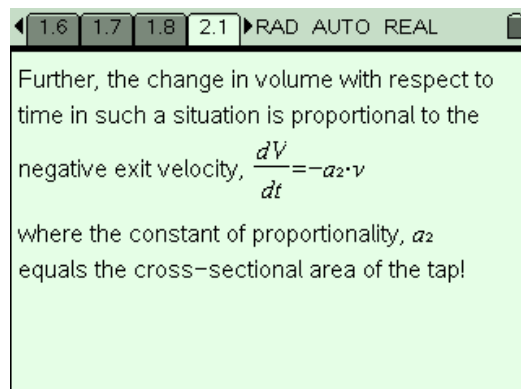 1.6 1.7 1.8 2.1 RAD AUTO REAL
Further, the change in volume with respect to
time in such a situation is proportional to the
negative exit velocity, dV/dt=-a₂·v
where the constant of proportionality, a₂
equals the cross-sectional area of the tap!